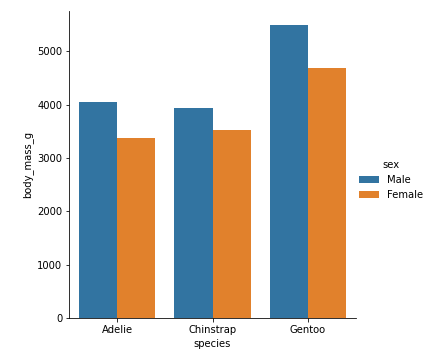 5000
4000
3000
2000
1000
0
body_mass_g
Adelie Chinstrap Gentoo
species
sex
Male
Female